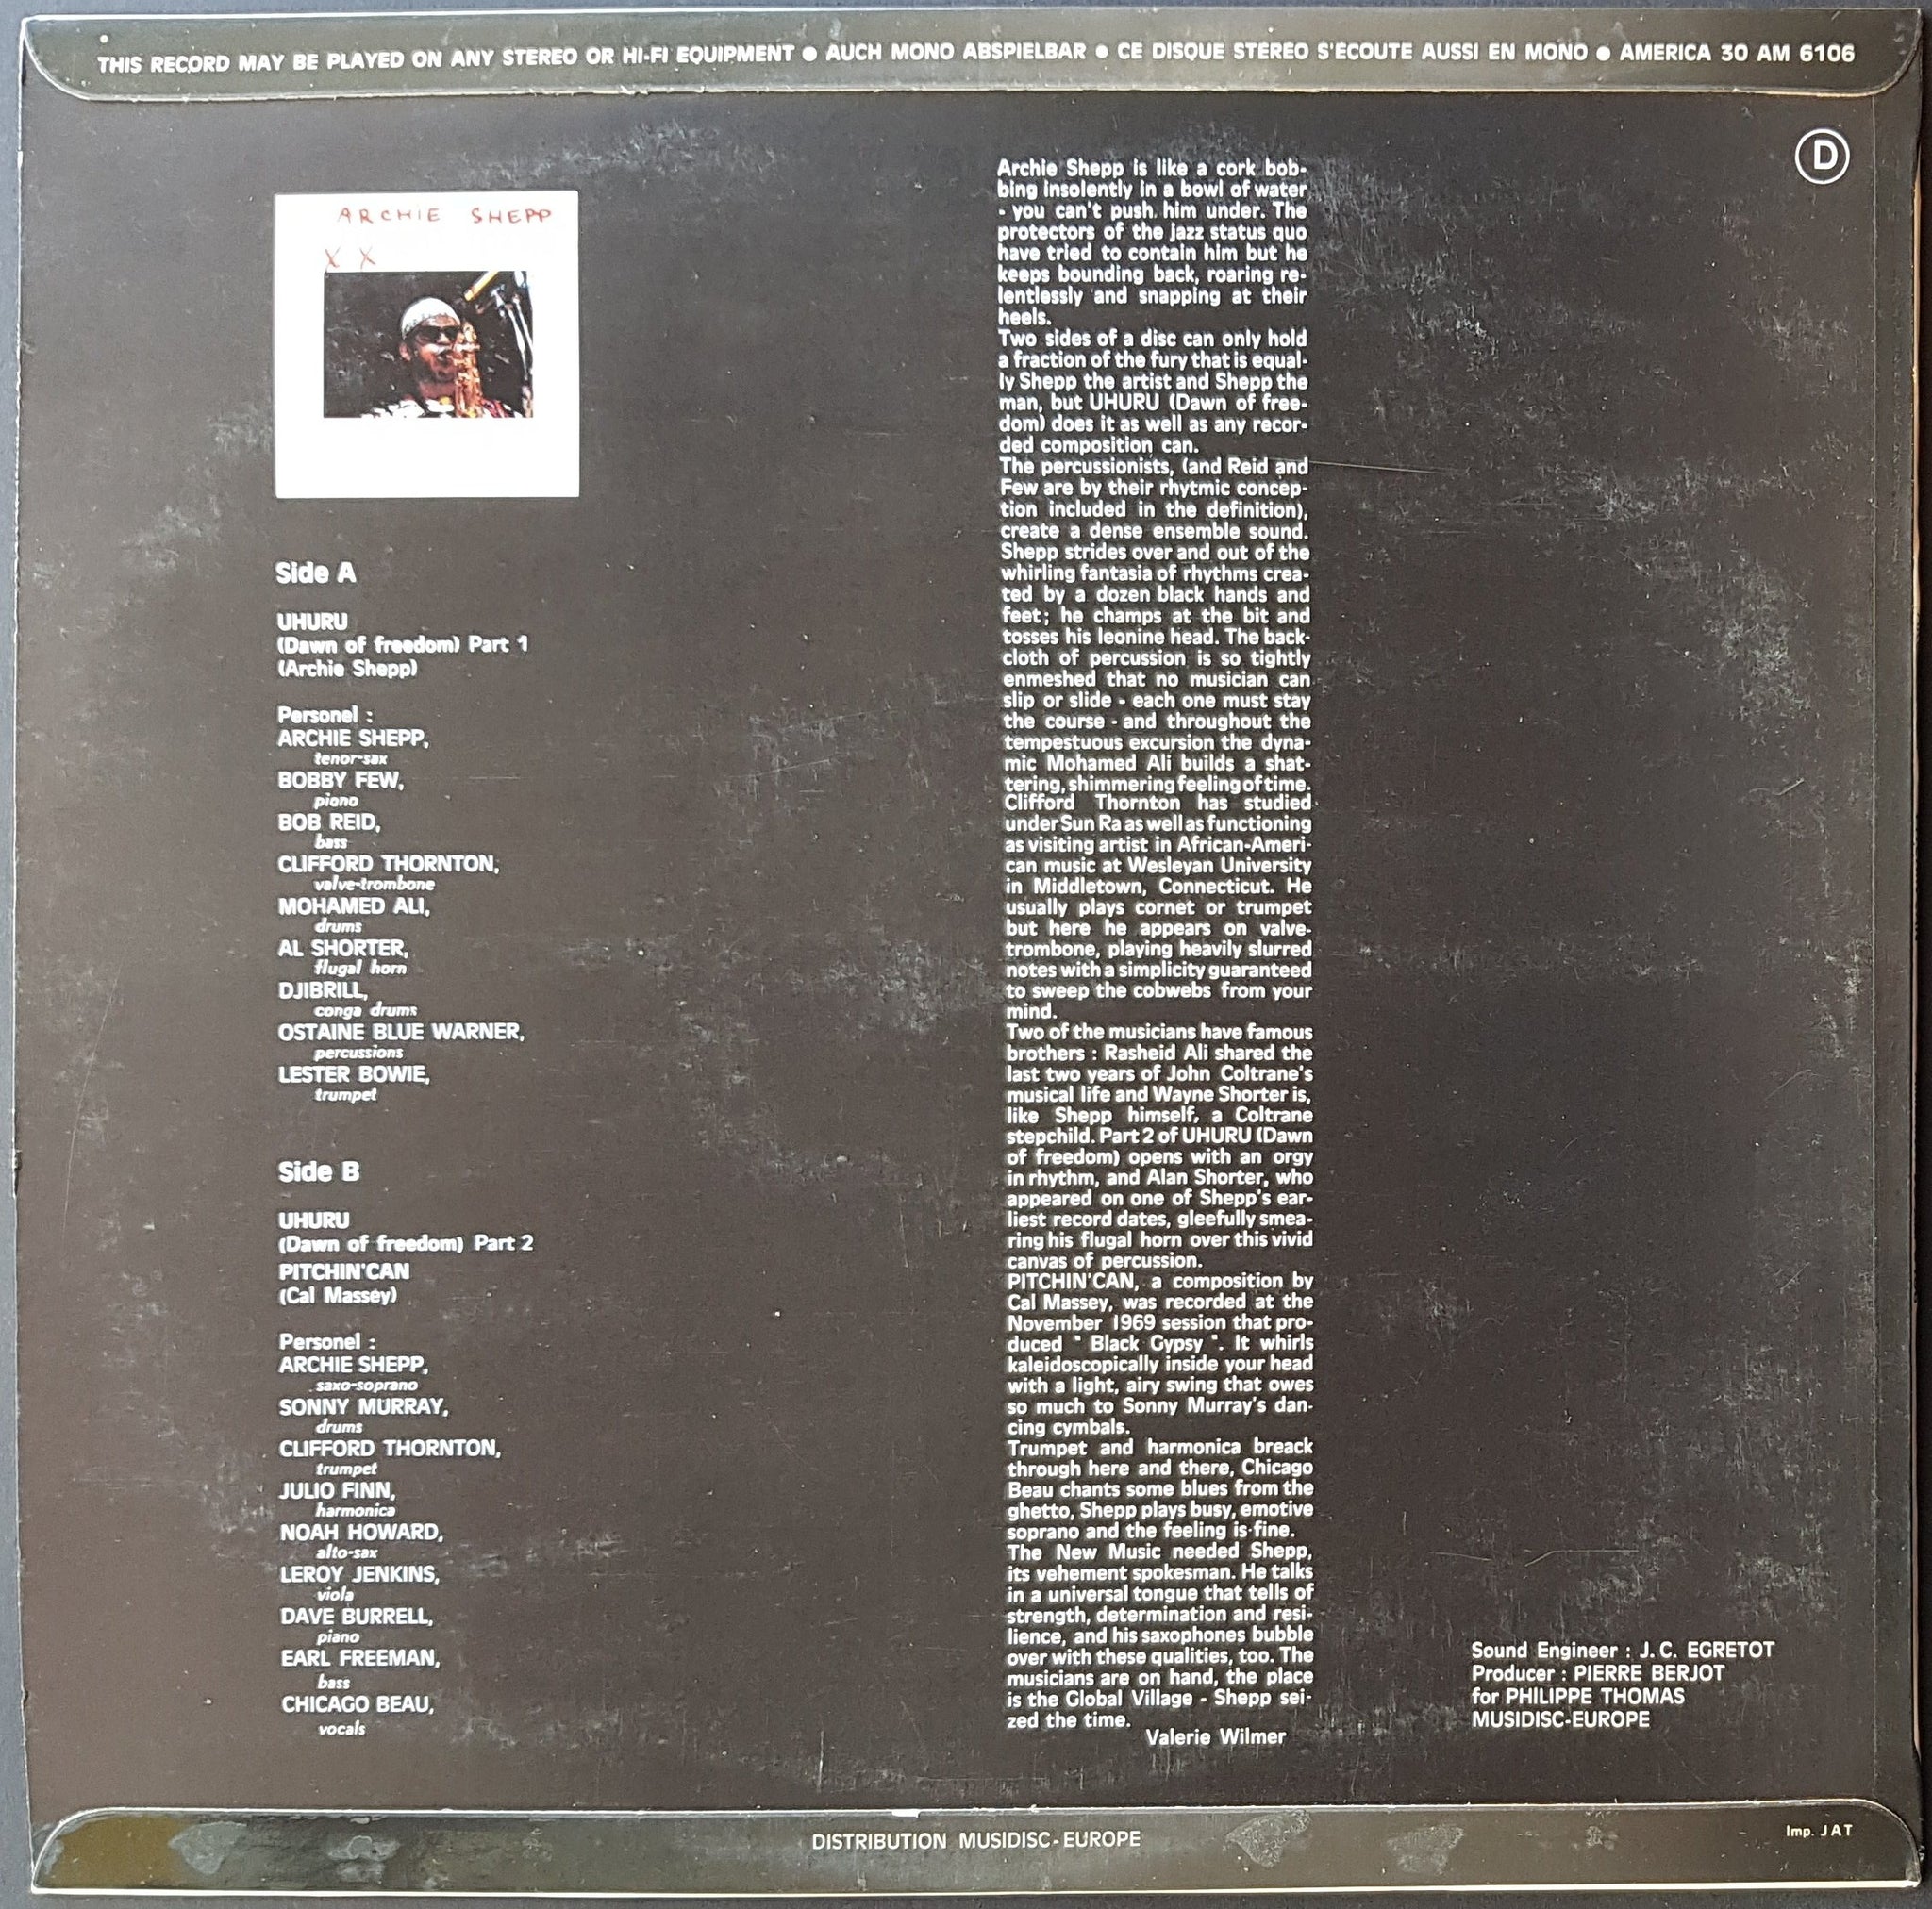 THIS RECORD MAY BE PLAYED ON ANY STEREO OR HI-FI EQUIPMENT ● AUCH MONO ABSPIELBAR ● CE DISQUE STÉRÉO S'ÉCOUTE AUSSI EN MONO ● AMERICA 30 AM 6106
D
ARCHIE SHEPP
X X
Side A
UHURU
(Dawn of freedom) Part 1
(Archie Shepp)
Personel :
ARCHIE SHEPP,
tenor-sax
BOBBY FEW,
piano
BOB REID,
bass
CLIFFORD THORNTON,
valve-trombone
MOHAMED ALI,
drums
AL SHORTER,
flugal horn
DJIBRILL,
conga drums
OSTAINE BLUE WARNER,
percussions
LESTER BOWIE,
trumpet
Side B
UHURU
(Dawn of freedom) Part 2
PITCHIN'CAN
(Cal Massey)
Personel :
ARCHIE SHEPP,
saxo-soprano
SONNY MURRAY,
drums
CLIFFORD THORNTON,
trumpet
JULIO FINN,
harmonica
NOAH HOWARD,
alto-sax
LEROY JENKINS,
viola
DAVE BURRELL,
piano
EARL FREEMAN,
bass
CHICAGO BEAU,
vocals
Archie Shepp is like a cork bob-
bing insolently in a bowl of water
- you can't push him under. The
protectors of the jazz status quo
have tried to contain him but he
keeps bounding back, roaring re-
lentlessly and snapping at their
heels.
Two sides of a disc can only hold
a fraction of the fury that is equal-
ly Shepp the artist and Shepp the
man, but UHURU (Dawn of free-
dom) does it as well as any recor-
ded composition can.
The percussionists, (and Reid and
Few are by their rhytmic concep-
tion included in the definition),
create a dense ensemble sound.
Shepp strides over and out of the
whirling fantasia of rhythms crea-
ted by a dozen black hands and
feet; he champs at the bit and
tosses his leonine head. The back-
cloth of percussion is so tightly
enmeshed that no musician can
slip or slide - each one must stay
the course - and throughout the
tempestuous excursion the dyna-
mic Mohamed Ali builds a shat-
tering, shimmering feeling of time.
Clifford Thornton has studied
under Sun Ra as well as functioning
as visiting artist in African-Ameri-
can music at Wesleyan University
in Middletown, Connecticut. He
usually plays cornet or trumpet
but here he appears on valve-
trombone, playing heavily slurred
notes with a simplicity guaranteed
to sweep the cobwebs from your
mind.
Two of the musicians have famous
brothers : Rasheid Ali shared the
last two years of John Coltrane's
musical life and Wayne Shorter is,
like Shepp himself, a Coltrane
stepchild. Part 2 of UHURU (Dawn
of freedom) opens with an orgy
in rhythm, and Alan Shorter, who
appeared on one of Shepp's ear-
liest record dates, gleefully smea-
ring his flugal horn over this vivid
canvas of percussion.
PITCHIN'CAN, a composition by
Cal Massey, was recorded at the
November 1969 session that pro-
duced " Black Gypsy ". It whirls
kaleidoscopically inside your head
with a light, airy swing that owes
so much to Sonny Murray's dan-
cing cymbals.
Trumpet and harmonica breack
through here and there, Chicago
Beau chants some blues from the
ghetto, Shepp plays busy, emotive
soprano and the feeling is fine.
The New Music needed Shepp,
its vehement spokesman. He talks
in a universal tongue that tells of
strength, determination and resi-
lience, and his saxophones bubble
over with these qualities, too. The
musicians are on hand, the place
is the Global Village - Shepp sei-
zed the time.
Valerie Wilmer
Sound Engineer : J.C. EGRETOT
Producer : PIERRE BERJOT
for PHILIPPE THOMAS
MUSIDISC-EUROPE
DISTRIBUTION MUSIDISC-EUROPE
Imp. JAT